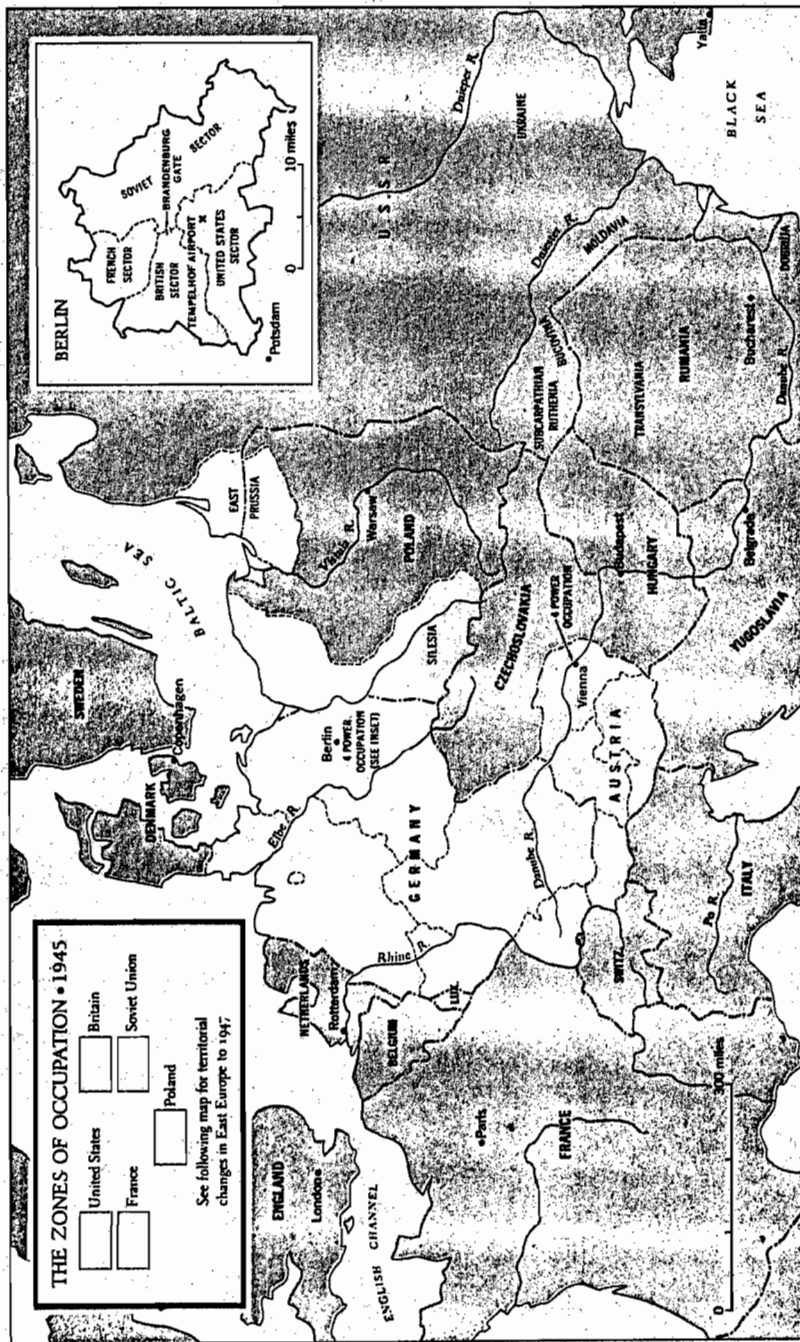 THE ZONES OF OCCUPATION • 1945
United States
Britain
France
Soviet Union
Poland
See following map for territorial
changes in East Europe to 1947
BERLIN
FRENCH
SECTOR
SOVIET
SECTOR
BRITISH
SECTOR
BRANDENBURG
GATE
TEMPELHOF AIRPORT
x
UNITED STATES
SECTOR
Potsdam
0
10 miles
SWEDEN
DENMARK
Copenhagen
BALTIC SEA
EAST
PRUSSIA
ENGLAND
London
ENGLISH CHANNEL
NETHERLANDS
Rotterdam
BELGIUM
LUX.
Rhine R.
Elbe R.
Berlin
4 POWER
OCCUPATION
(SEE INSET)
GERMANY
SILESIA
Vistula R.
Warsaw
POLAND
U. S. S. R.
Dnieper R.
UKRAINE
Yalta
BLACK
SEA
Dniester R.
MOLDAVIA
BUCOVINA
SUBCARPATHIAN
RUTHENIA
TRANSYLVANIA
RUMANIA
Bucharest
DOBRUJA
Danube R.
CZECHOSLOVAKIA
4 POWER
OCCUPATION
Vienna
AUSTRIA
Danube R.
Budapest
HUNGARY
Belgrade
YUGOSLAVIA
Paris
FRANCE
SWITZ.
Po R.
ITALY
0
300 miles